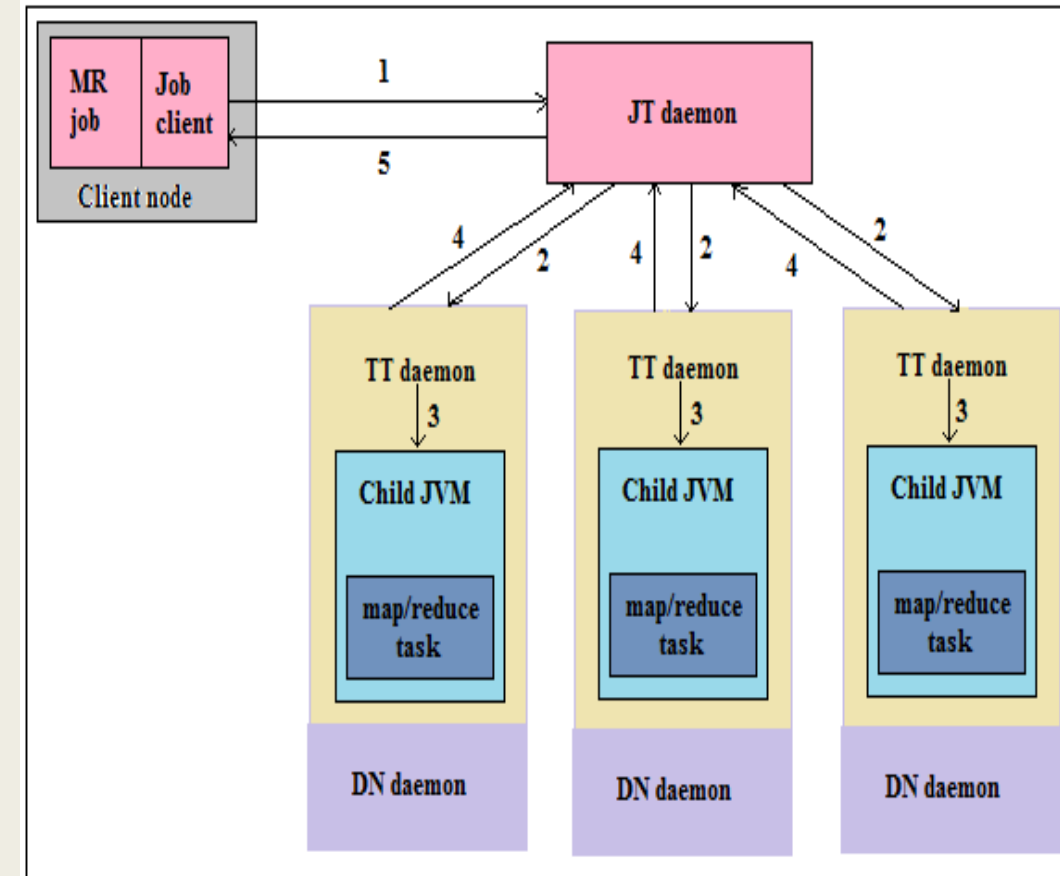 MR
job
Job
client
Client node
1
5
JT daemon
4
2
4
2
4
2
TT daemon
3
Child JVM
map/reduce
task
DN daemon
TT daemon
3
Child JVM
map/reduce
task
DN daemon
TT daemon
3
Child JVM
map/reduce
task
DN daemon